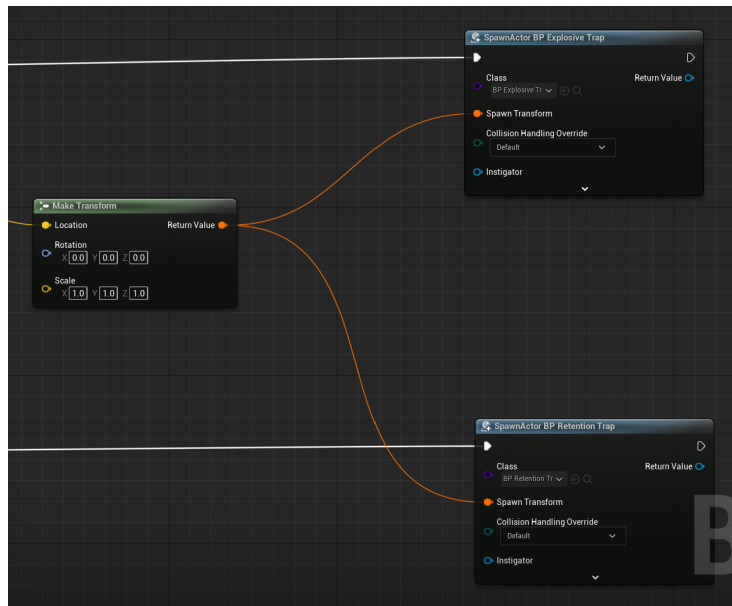 SpawnActor BP Explosive Trap
Class
Return Value
BP Explosive Tr
Spawn Transform
Collision Handling Override
Default
Instigator
Make Transform
Location
Return Value
Rotation
X 0.0 Y 0.0 Z 0.0
Scale
X 1.0 Y 1.0 Z 1.0
SpawnActor BP Retention Trap
Class
Return Value
BP Retention Tr
Spawn Transform
Collision Handling Override
Default
Instigator
B